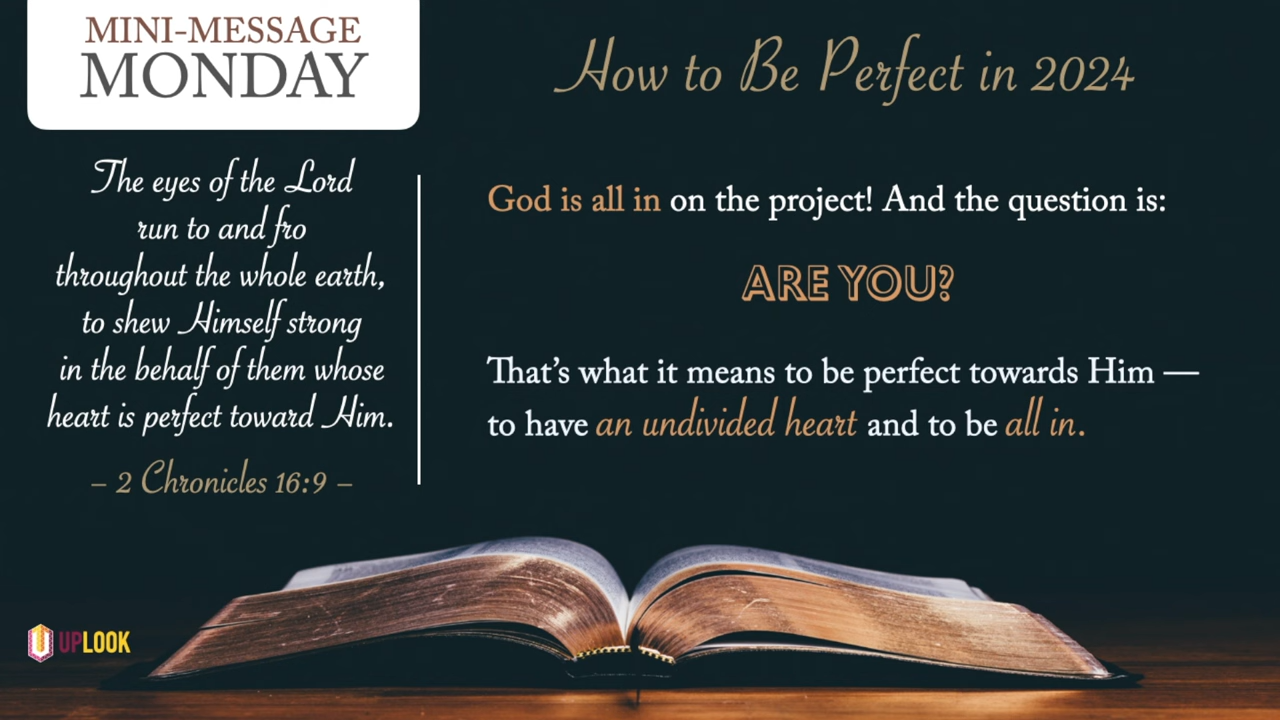 MINI-MESSAGE
MONDAY
The eyes of the Lord
run to and fro
throughout the whole earth,
to shew Himself strong
in the behalf of them whose
heart is perfect toward Him.
– 2 Chronicles 16:9 –
How to Be Perfect in 2024
God is all in on the project! And the question is:
ARE YOU?
That's what it means to be perfect towards Him —
to have an undivided heart and to be all in.
UPLOOK